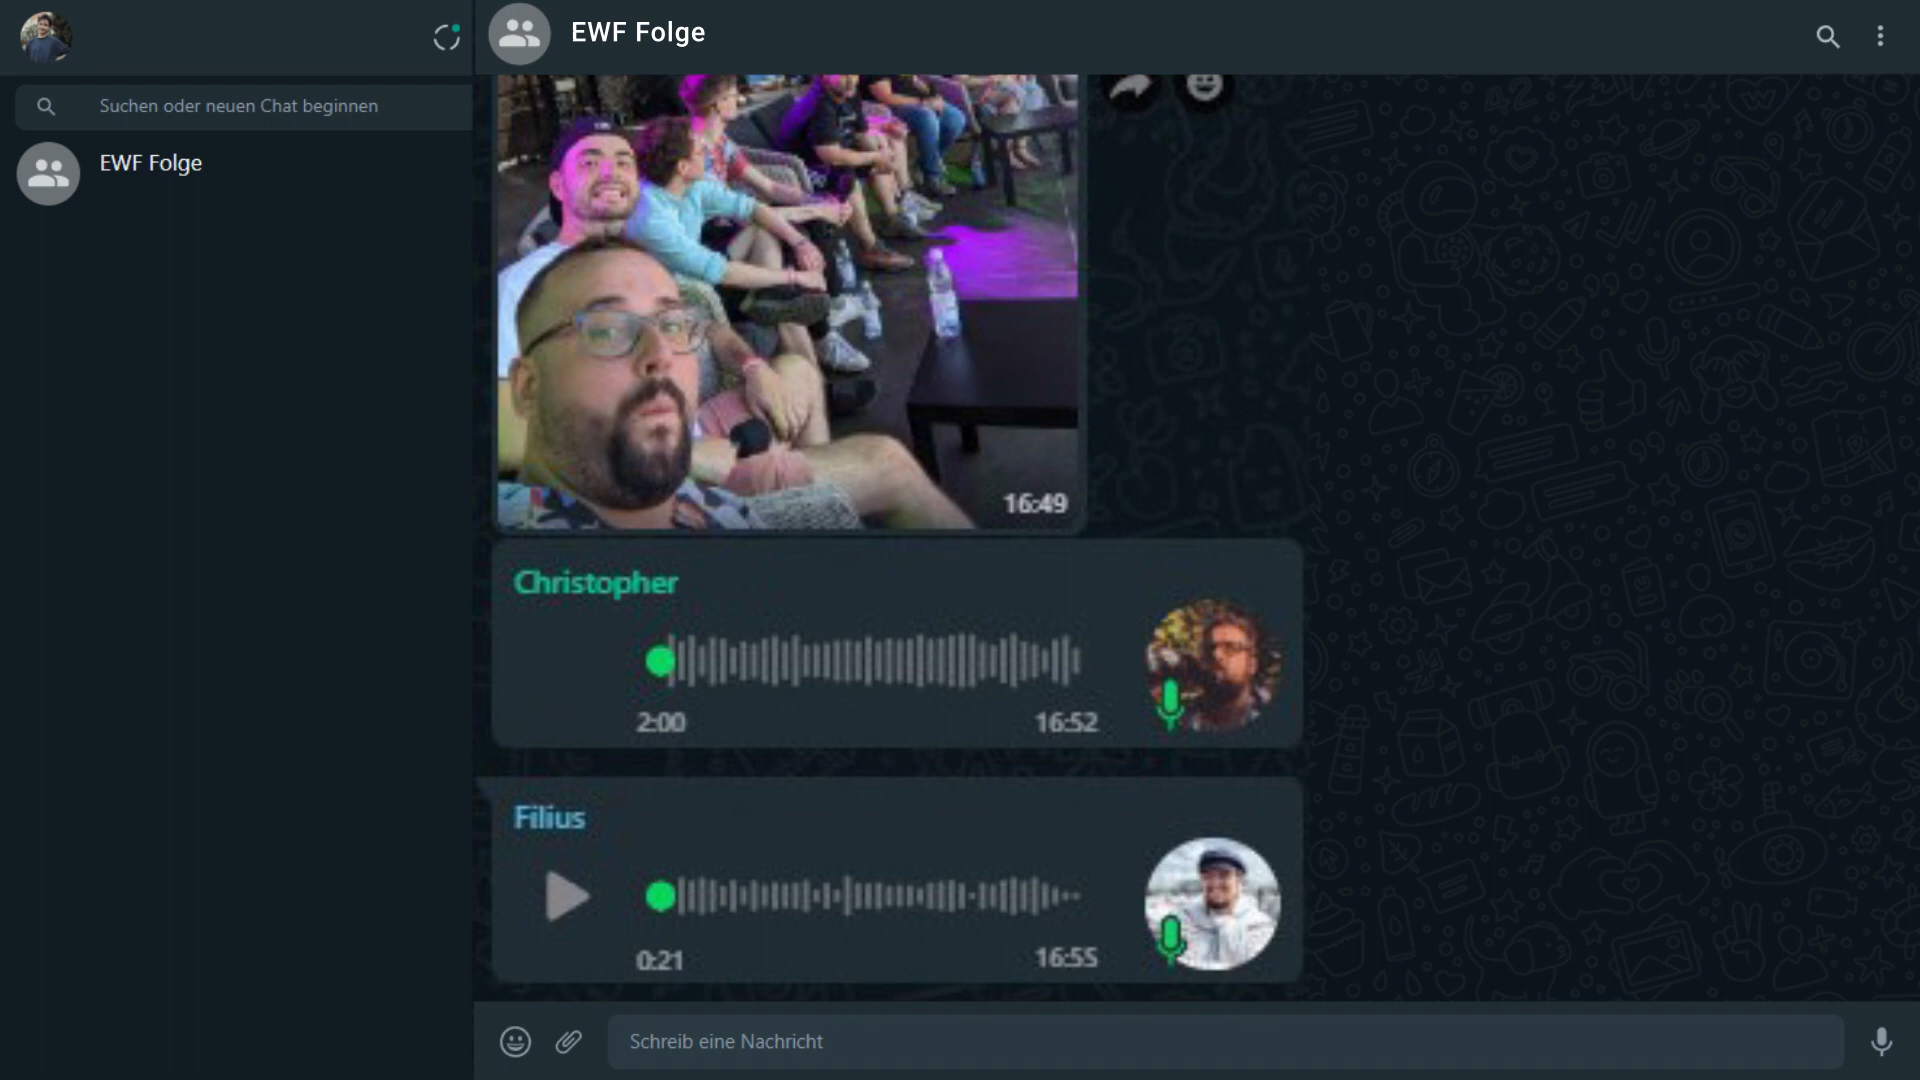 EWF Folge
Suchen oder neuen Chat beginnen
EWF Folge
16:49
Christopher
2:00
16:52
Filius
0:21
16:55
Schreib eine Nachricht